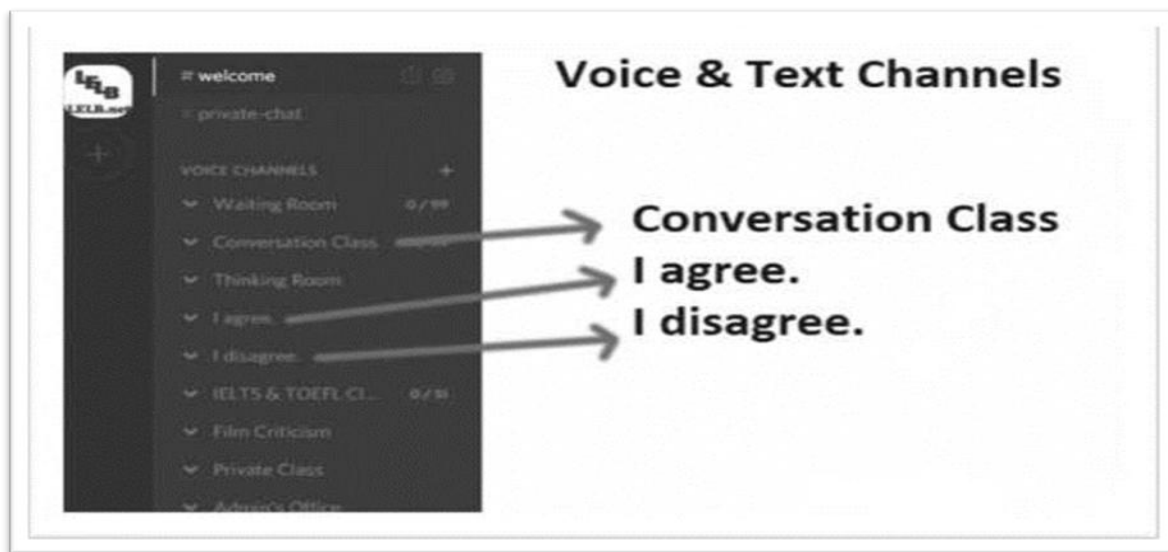 LELB
LELB.net
# welcome
# private-chat
VOICE CHANNELS
Waiting Room 0 / 99
Conversation Class
Thinking Room
I agree.
I disagree.
IELTS & TOEFL Cl...
Film Criticism
Private Class
Admin's Office
Voice & Text Channels
Conversation Class
I agree.
I disagree.